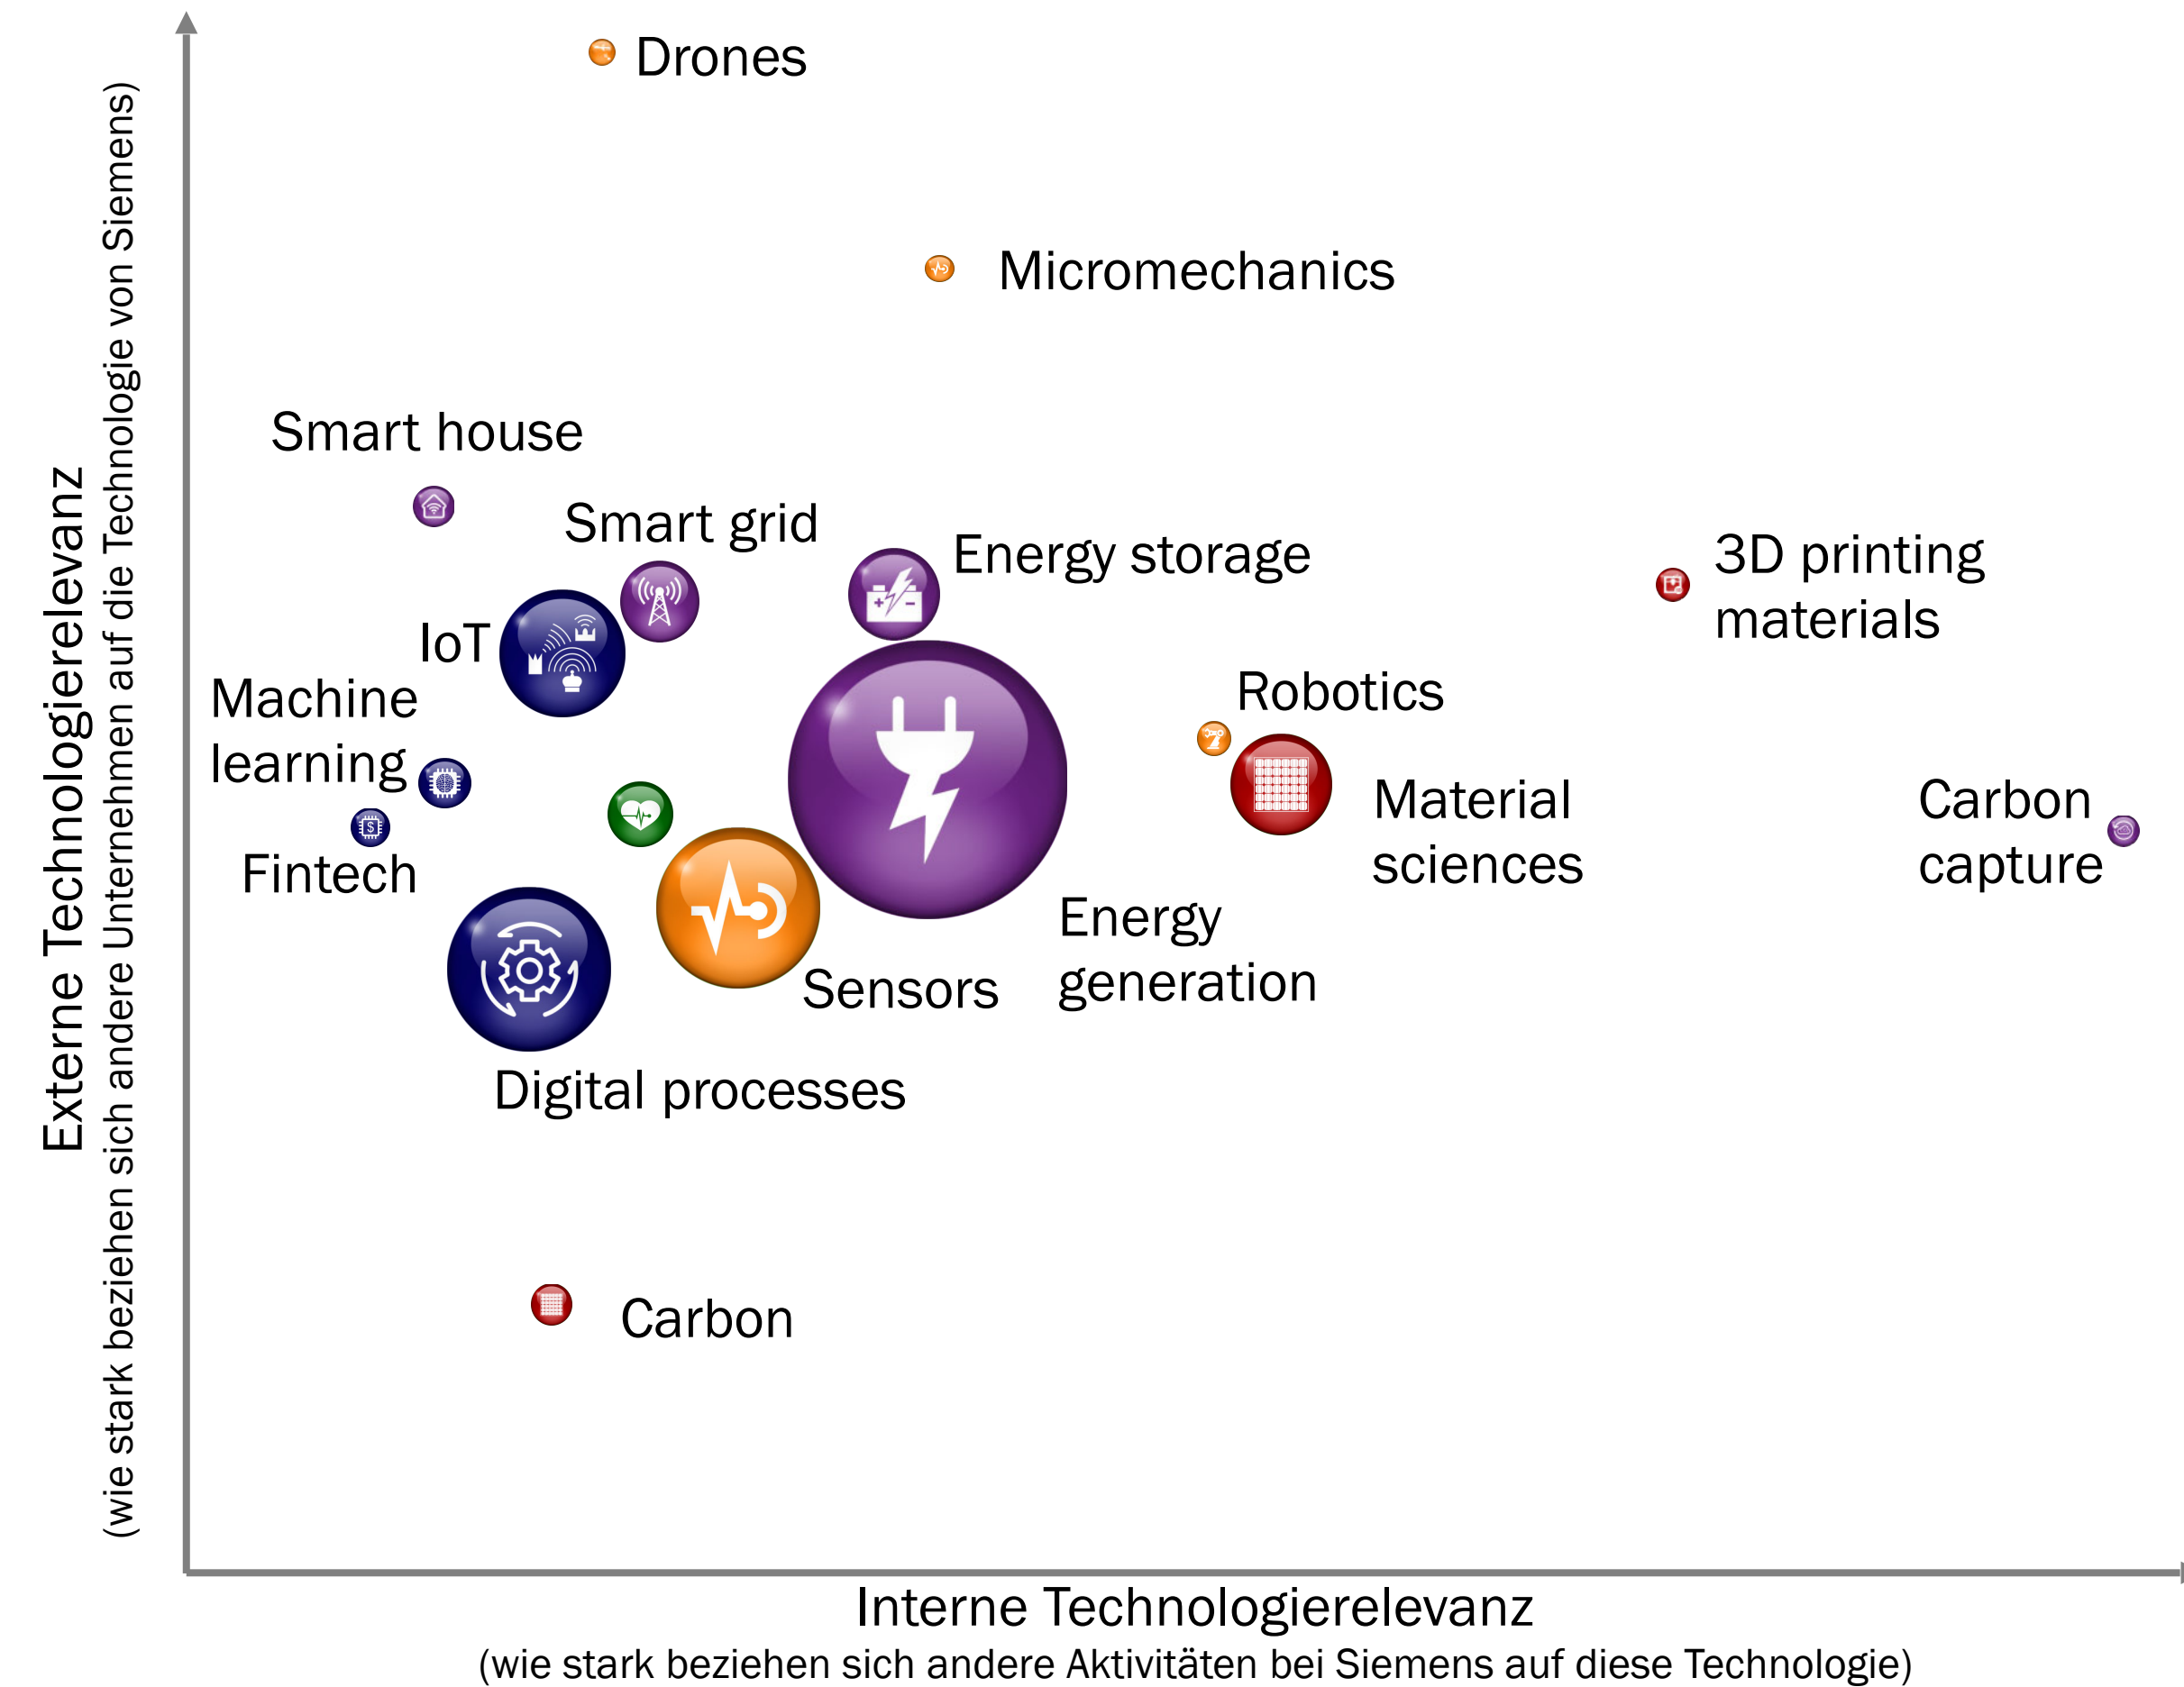 Drones
Micromechanics
Smart house
Smart grid
Energy storage
3D printing
materials
IoT
Robotics
Machine
learning
Material
sciences
Carbon
capture
Fintech
Energy
generation
Sensors
Digital processes
Carbon
Externe Technologierelevanz
(wie stark beziehen sich andere Unternehmen auf die Technologie von Siemens)
Interne Technologierelevanz
(wie stark beziehen sich andere Aktivitäten bei Siemens auf diese Technologie)